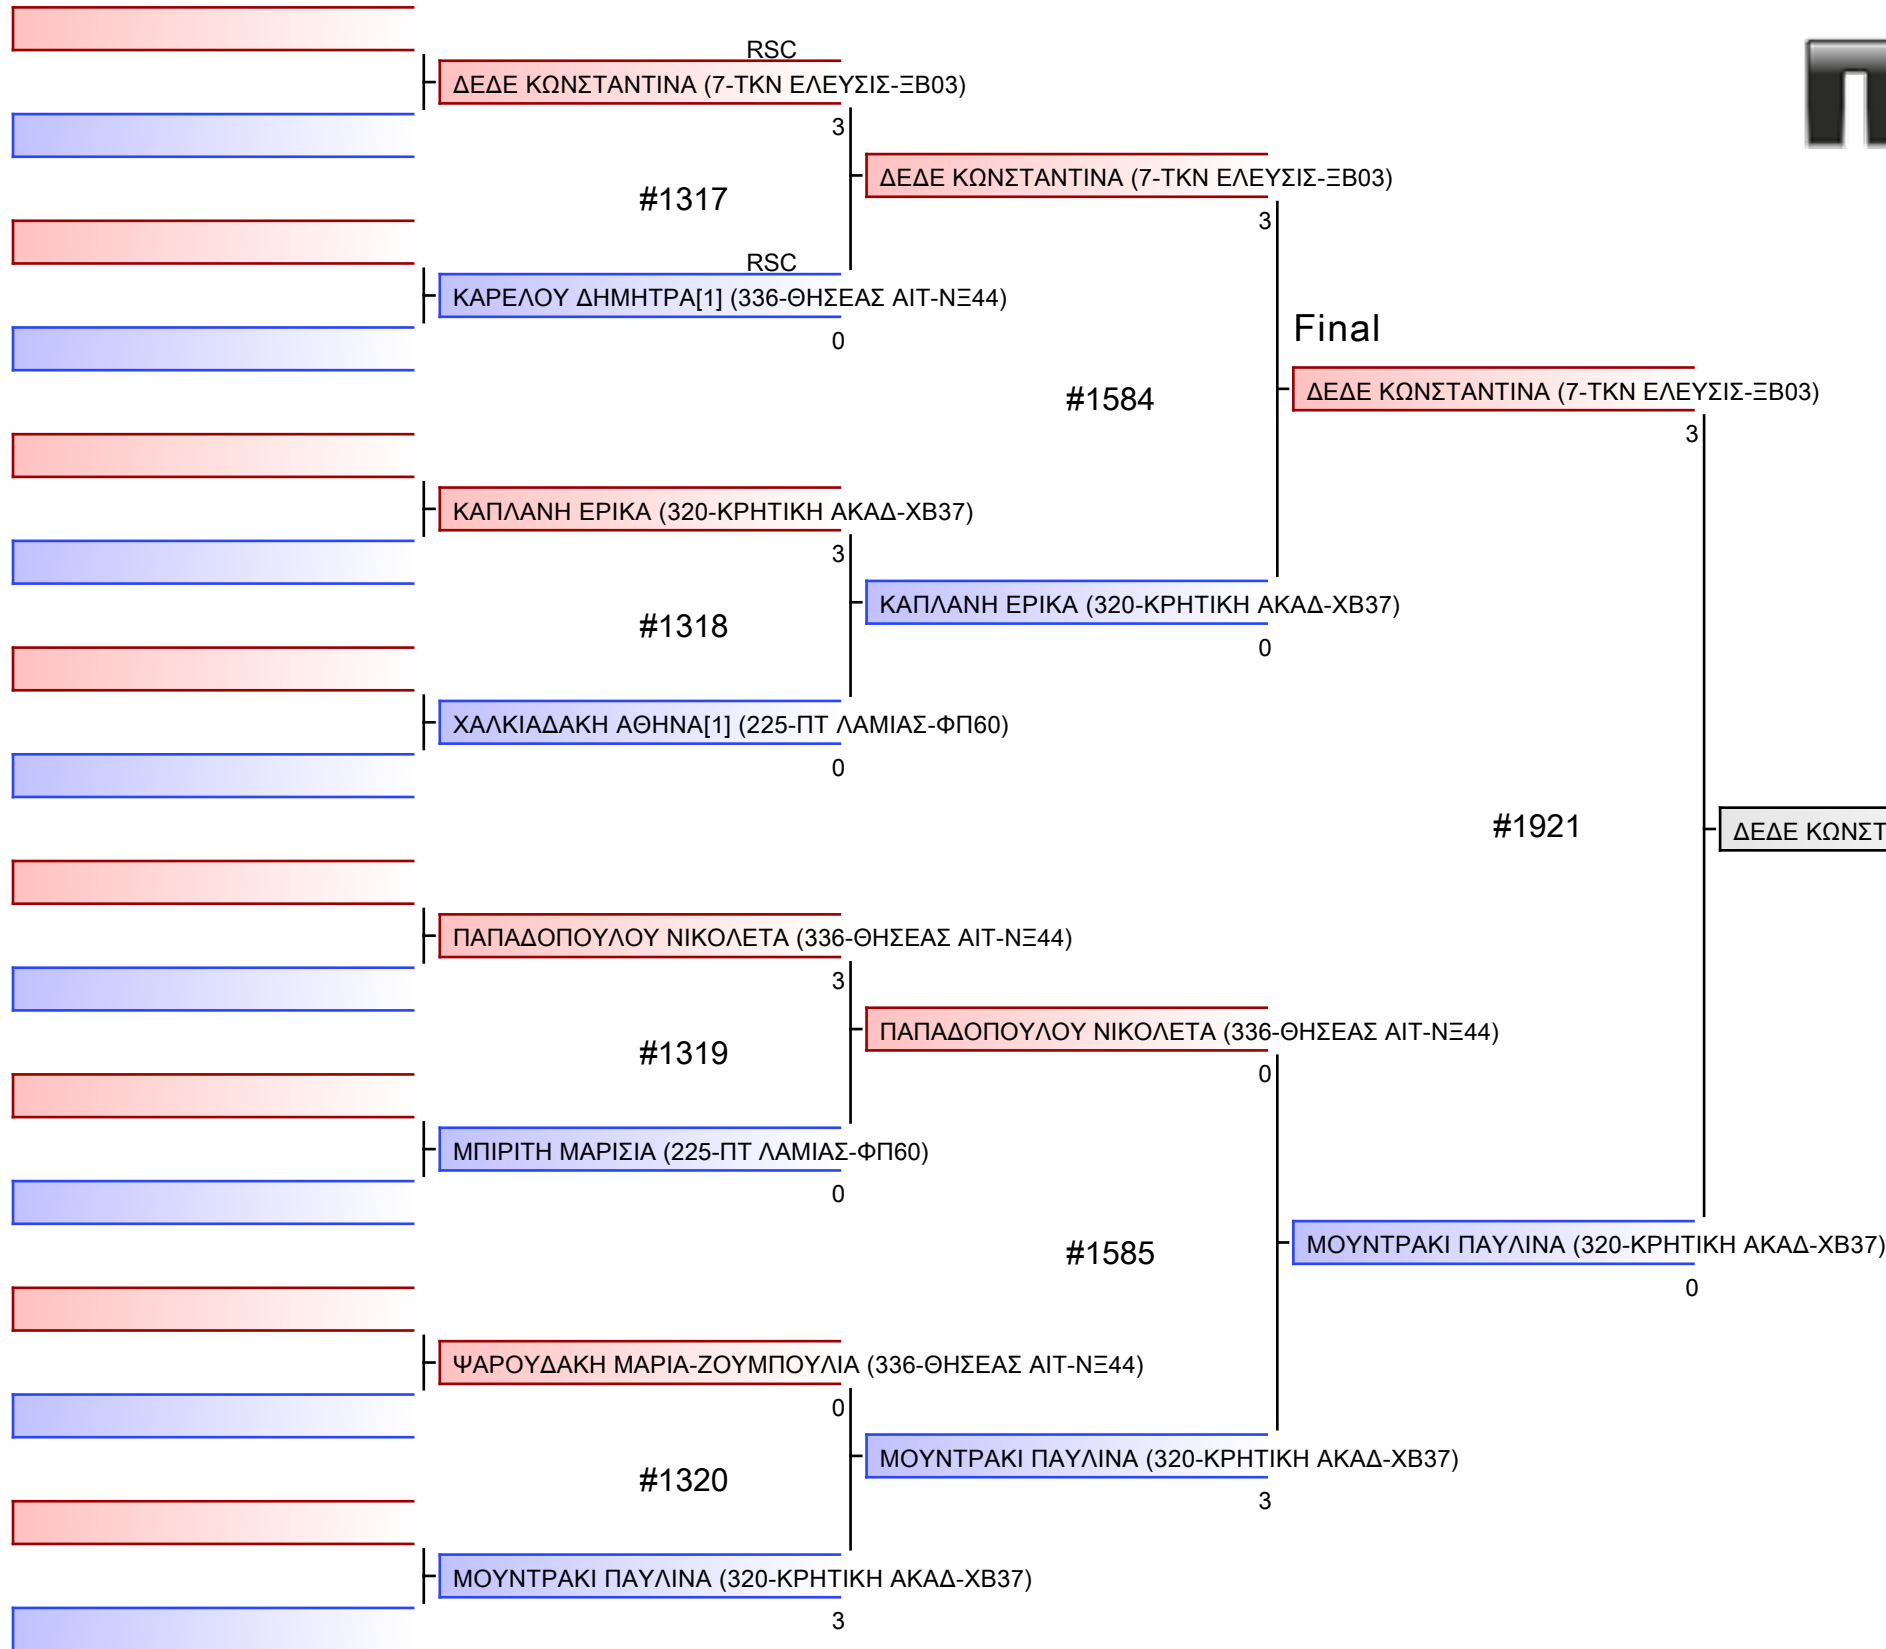 RSC
ΔΕΔΕ ΚΩΝΣΤΑΝΤΙΝΑ (7-ΤΚΝ ΕΛΕΥΣΙΣ-ΞΒ03)
3
#1317
RSC
ΚΑΡΕΛΟΥ ΔΗΜΗΤΡΑ[1] (336-ΘΗΣΕΑΣ ΑΙΤ-ΝΞ44)
0
ΔΕΔΕ ΚΩΝΣΤΑΝΤΙΝΑ (7-ΤΚΝ ΕΛΕΥΣΙΣ-ΞΒ03)
3
#1584
ΚΑΠΛΑΝΗ ΕΡΙΚΑ (320-ΚΡΗΤΙΚΗ ΑΚΑΔ-ΧΒ37)
3
#1318
ΧΑΛΚΙΑΔΑΚΗ ΑΘΗΝΑ[1] (225-ΠΤ ΛΑΜΙΑΣ-ΦΠ60)
0
ΚΑΠΛΑΝΗ ΕΡΙΚΑ (320-ΚΡΗΤΙΚΗ ΑΚΑΔ-ΧΒ37)
0
Final
ΔΕΔΕ ΚΩΝΣΤΑΝΤΙΝΑ (7-ΤΚΝ ΕΛΕΥΣΙΣ-ΞΒ03)
3
#1921
ΔΕΔΕ ΚΩΝΣΤ
ΠΑΠΑΔΟΠΟΥΛΟΥ ΝΙΚΟΛΕΤΑ (336-ΘΗΣΕΑΣ ΑΙΤ-ΝΞ44)
3
#1319
ΜΠΙΡΙΤΗ ΜΑΡΙΣΙΑ (225-ΠΤ ΛΑΜΙΑΣ-ΦΠ60)
0
ΠΑΠΑΔΟΠΟΥΛΟΥ ΝΙΚΟΛΕΤΑ (336-ΘΗΣΕΑΣ ΑΙΤ-ΝΞ44)
0
#1585
ΜΟΥΝΤΡΑΚΙ ΠΑΥΛΙΝΑ (320-ΚΡΗΤΙΚΗ ΑΚΑΔ-ΧΒ37)
0
ΨΑΡΟΥΔΑΚΗ ΜΑΡΙΑ-ΖΟΥΜΠΟΥΛΙΑ (336-ΘΗΣΕΑΣ ΑΙΤ-ΝΞ44)
0
#1320
ΜΟΥΝΤΡΑΚΙ ΠΑΥΛΙΝΑ (320-ΚΡΗΤΙΚΗ ΑΚΑΔ-ΧΒ37)
3
ΜΟΥΝΤΡΑΚΙ ΠΑΥΛΙΝΑ (320-ΚΡΗΤΙΚΗ ΑΚΑΔ-ΧΒ37)
3